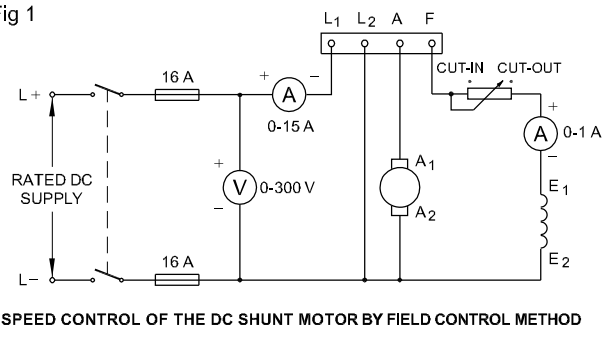 Fig 1
L1 L2 A F
CUT-IN CUT-OUT
16 A
L+
+ A −
0-15 A
+
A 0-1 A
−
RATED DC
SUPPLY
+
V 0-300 V
−
A1
A2
E1
E2
16 A
L−
SPEED CONTROL OF THE DC SHUNT MOTOR BY FIELD CONTROL METHOD